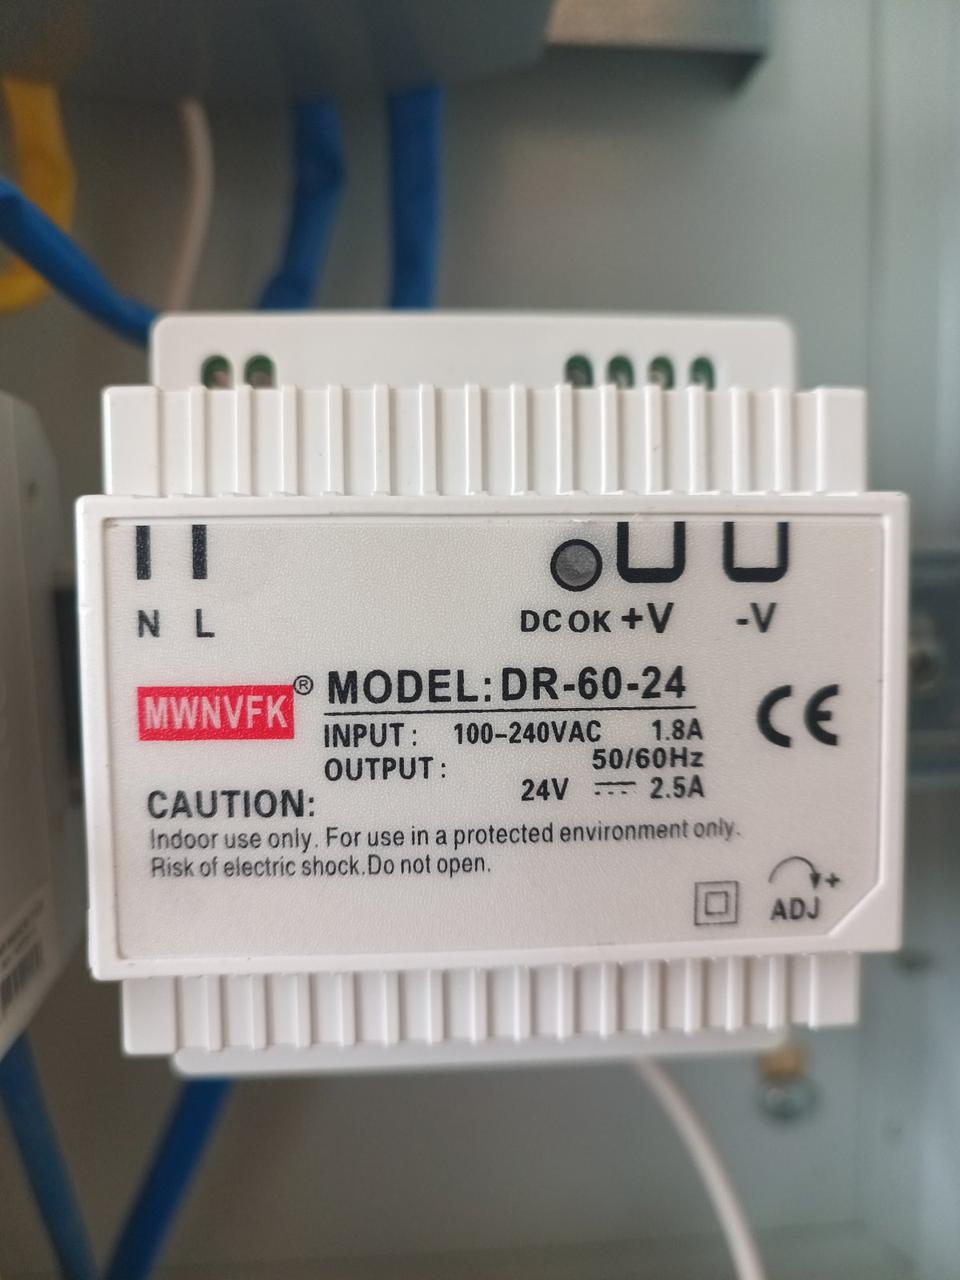 N L DC OK +V -V
MWNVFK® MODEL: DR-60-24
INPUT: 100-240VAC 1.8A
50/60Hz
OUTPUT: 24V ⎓ 2.5A
CE
CAUTION:
Indoor use only. For use in a protected environment only.
Risk of electric shock.Do not open.
+
ADJ